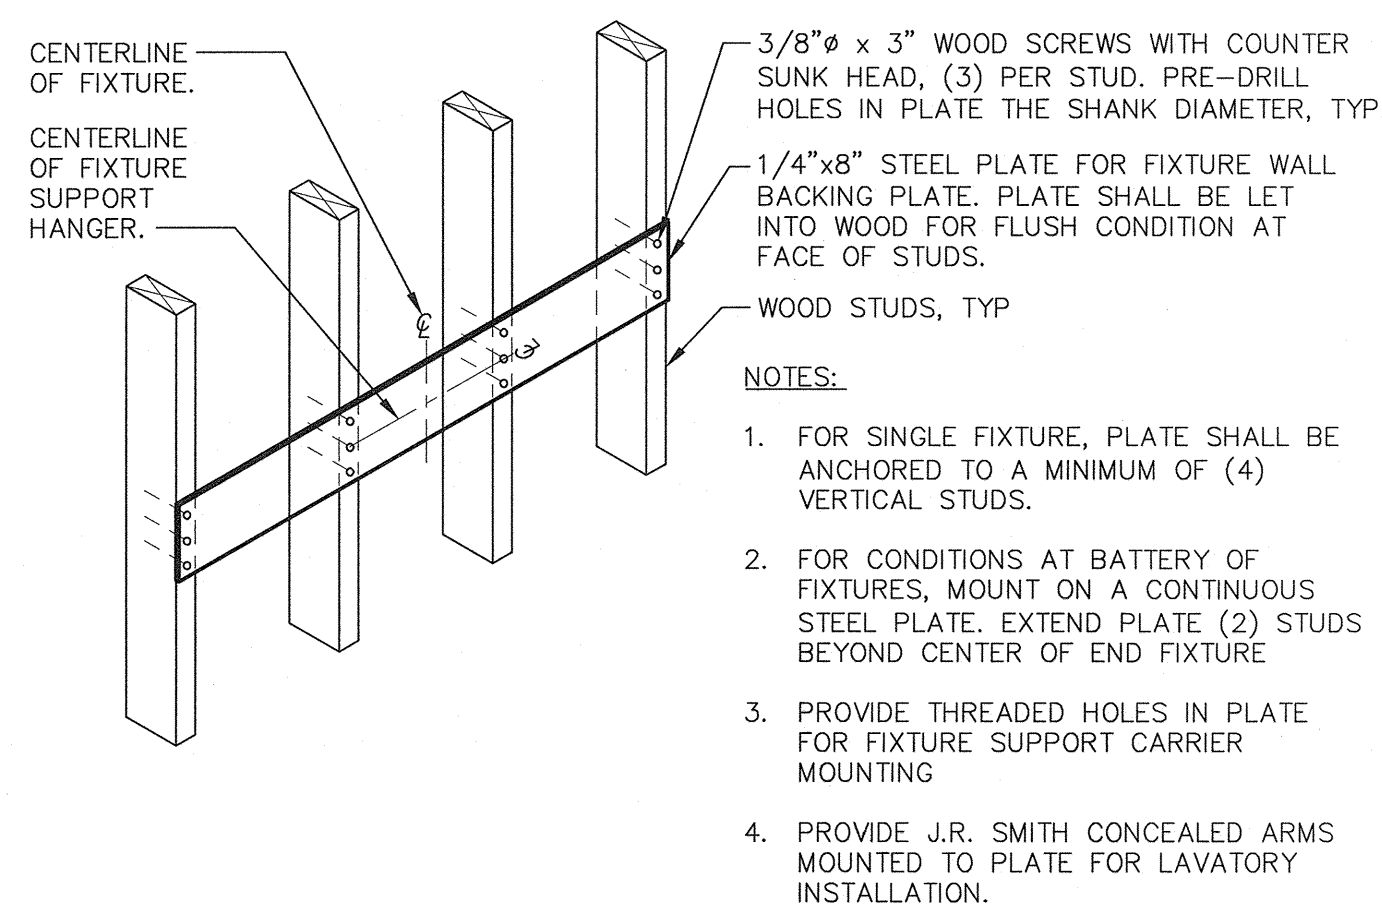 CENTERLINE
OF FIXTURE.
CENTERLINE
OF FIXTURE
SUPPORT
HANGER.
℄
℄
3/8"ø x 3" WOOD SCREWS WITH COUNTER
SUNK HEAD, (3) PER STUD. PRE-DRILL
HOLES IN PLATE THE SHANK DIAMETER, TYP
1/4"x8" STEEL PLATE FOR FIXTURE WALL
BACKING PLATE. PLATE SHALL BE LET
INTO WOOD FOR FLUSH CONDITION AT
FACE OF STUDS.
WOOD STUDS, TYP
NOTES:
1. FOR SINGLE FIXTURE, PLATE SHALL BE
ANCHORED TO A MINIMUM OF (4)
VERTICAL STUDS.
2. FOR CONDITIONS AT BATTERY OF
FIXTURES, MOUNT ON A CONTINUOUS
STEEL PLATE. EXTEND PLATE (2) STUDS
BEYOND CENTER OF END FIXTURE
3. PROVIDE THREADED HOLES IN PLATE
FOR FIXTURE SUPPORT CARRIER
MOUNTING
4. PROVIDE J.R. SMITH CONCEALED ARMS
MOUNTED TO PLATE FOR LAVATORY
INSTALLATION.